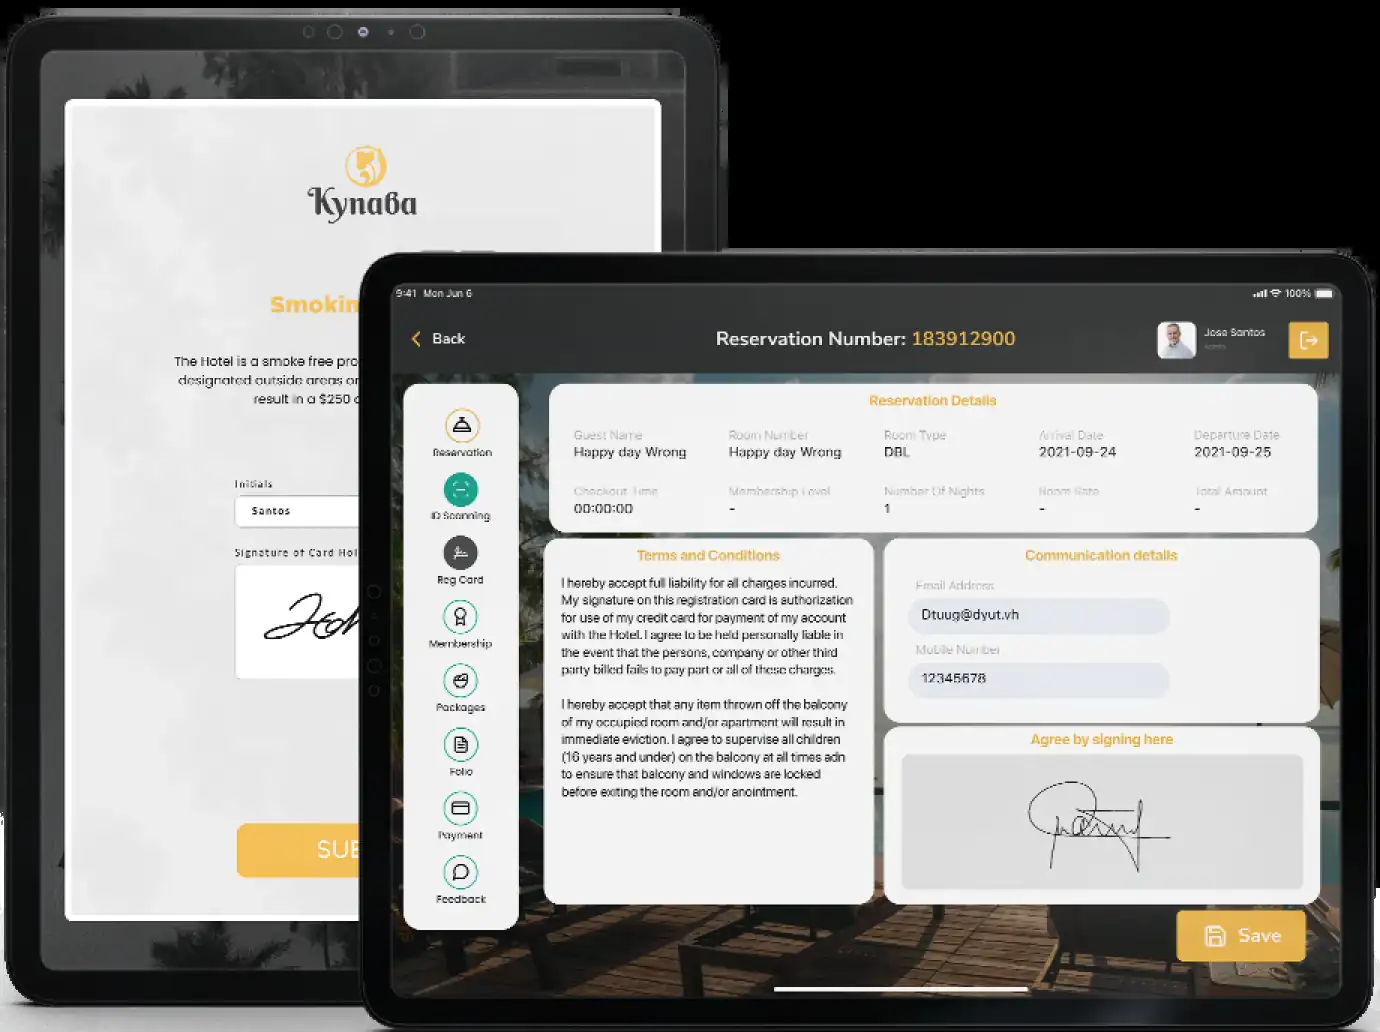 Kynaba
Smokin
The Hotel is a smoke free pro
designated outside areas or
result in a $250
Initials
Santos
Signature of Card Hol
SUB
9:41 Mon Jun 6
100%
Back
Reservation Number: 183912900
Jose Santos
Admin
Reservation
ID Scanning
Reg Card
Membership
Packages
Folio
Payment
Feedback
Reservation Details
Guest Name Room Number Room Type Arrival Date Departure Date
Happy day Wrong Happy day Wrong DBL 2021-09-24 2021-09-25
Checkout Time Membership Level Number Of Nights Room Rate Total Amount
00:00:00 - 1 - -
Terms and Conditions
I hereby accept full liability for all charges incurred.
My signature on this registration card is authorization
for use of my credit card for payment of my account
with the Hotel. I agree to be held personally liable in
the event that the persons, company or other third
party billed fails to pay part or all of these charges.
I hereby accept that any item thrown off the balcony
of my occupied room and/or apartment will result in
immediate eviction. I agree to supervise all children
(16 years and under) on the balcony at all times adn
to ensure that balcony and windows are locked
before exiting the room and/or anointment.
Communication details
Email Address
Dtuug@dyut.vh
Mobile Number
12345678
Agree by signing here
Save